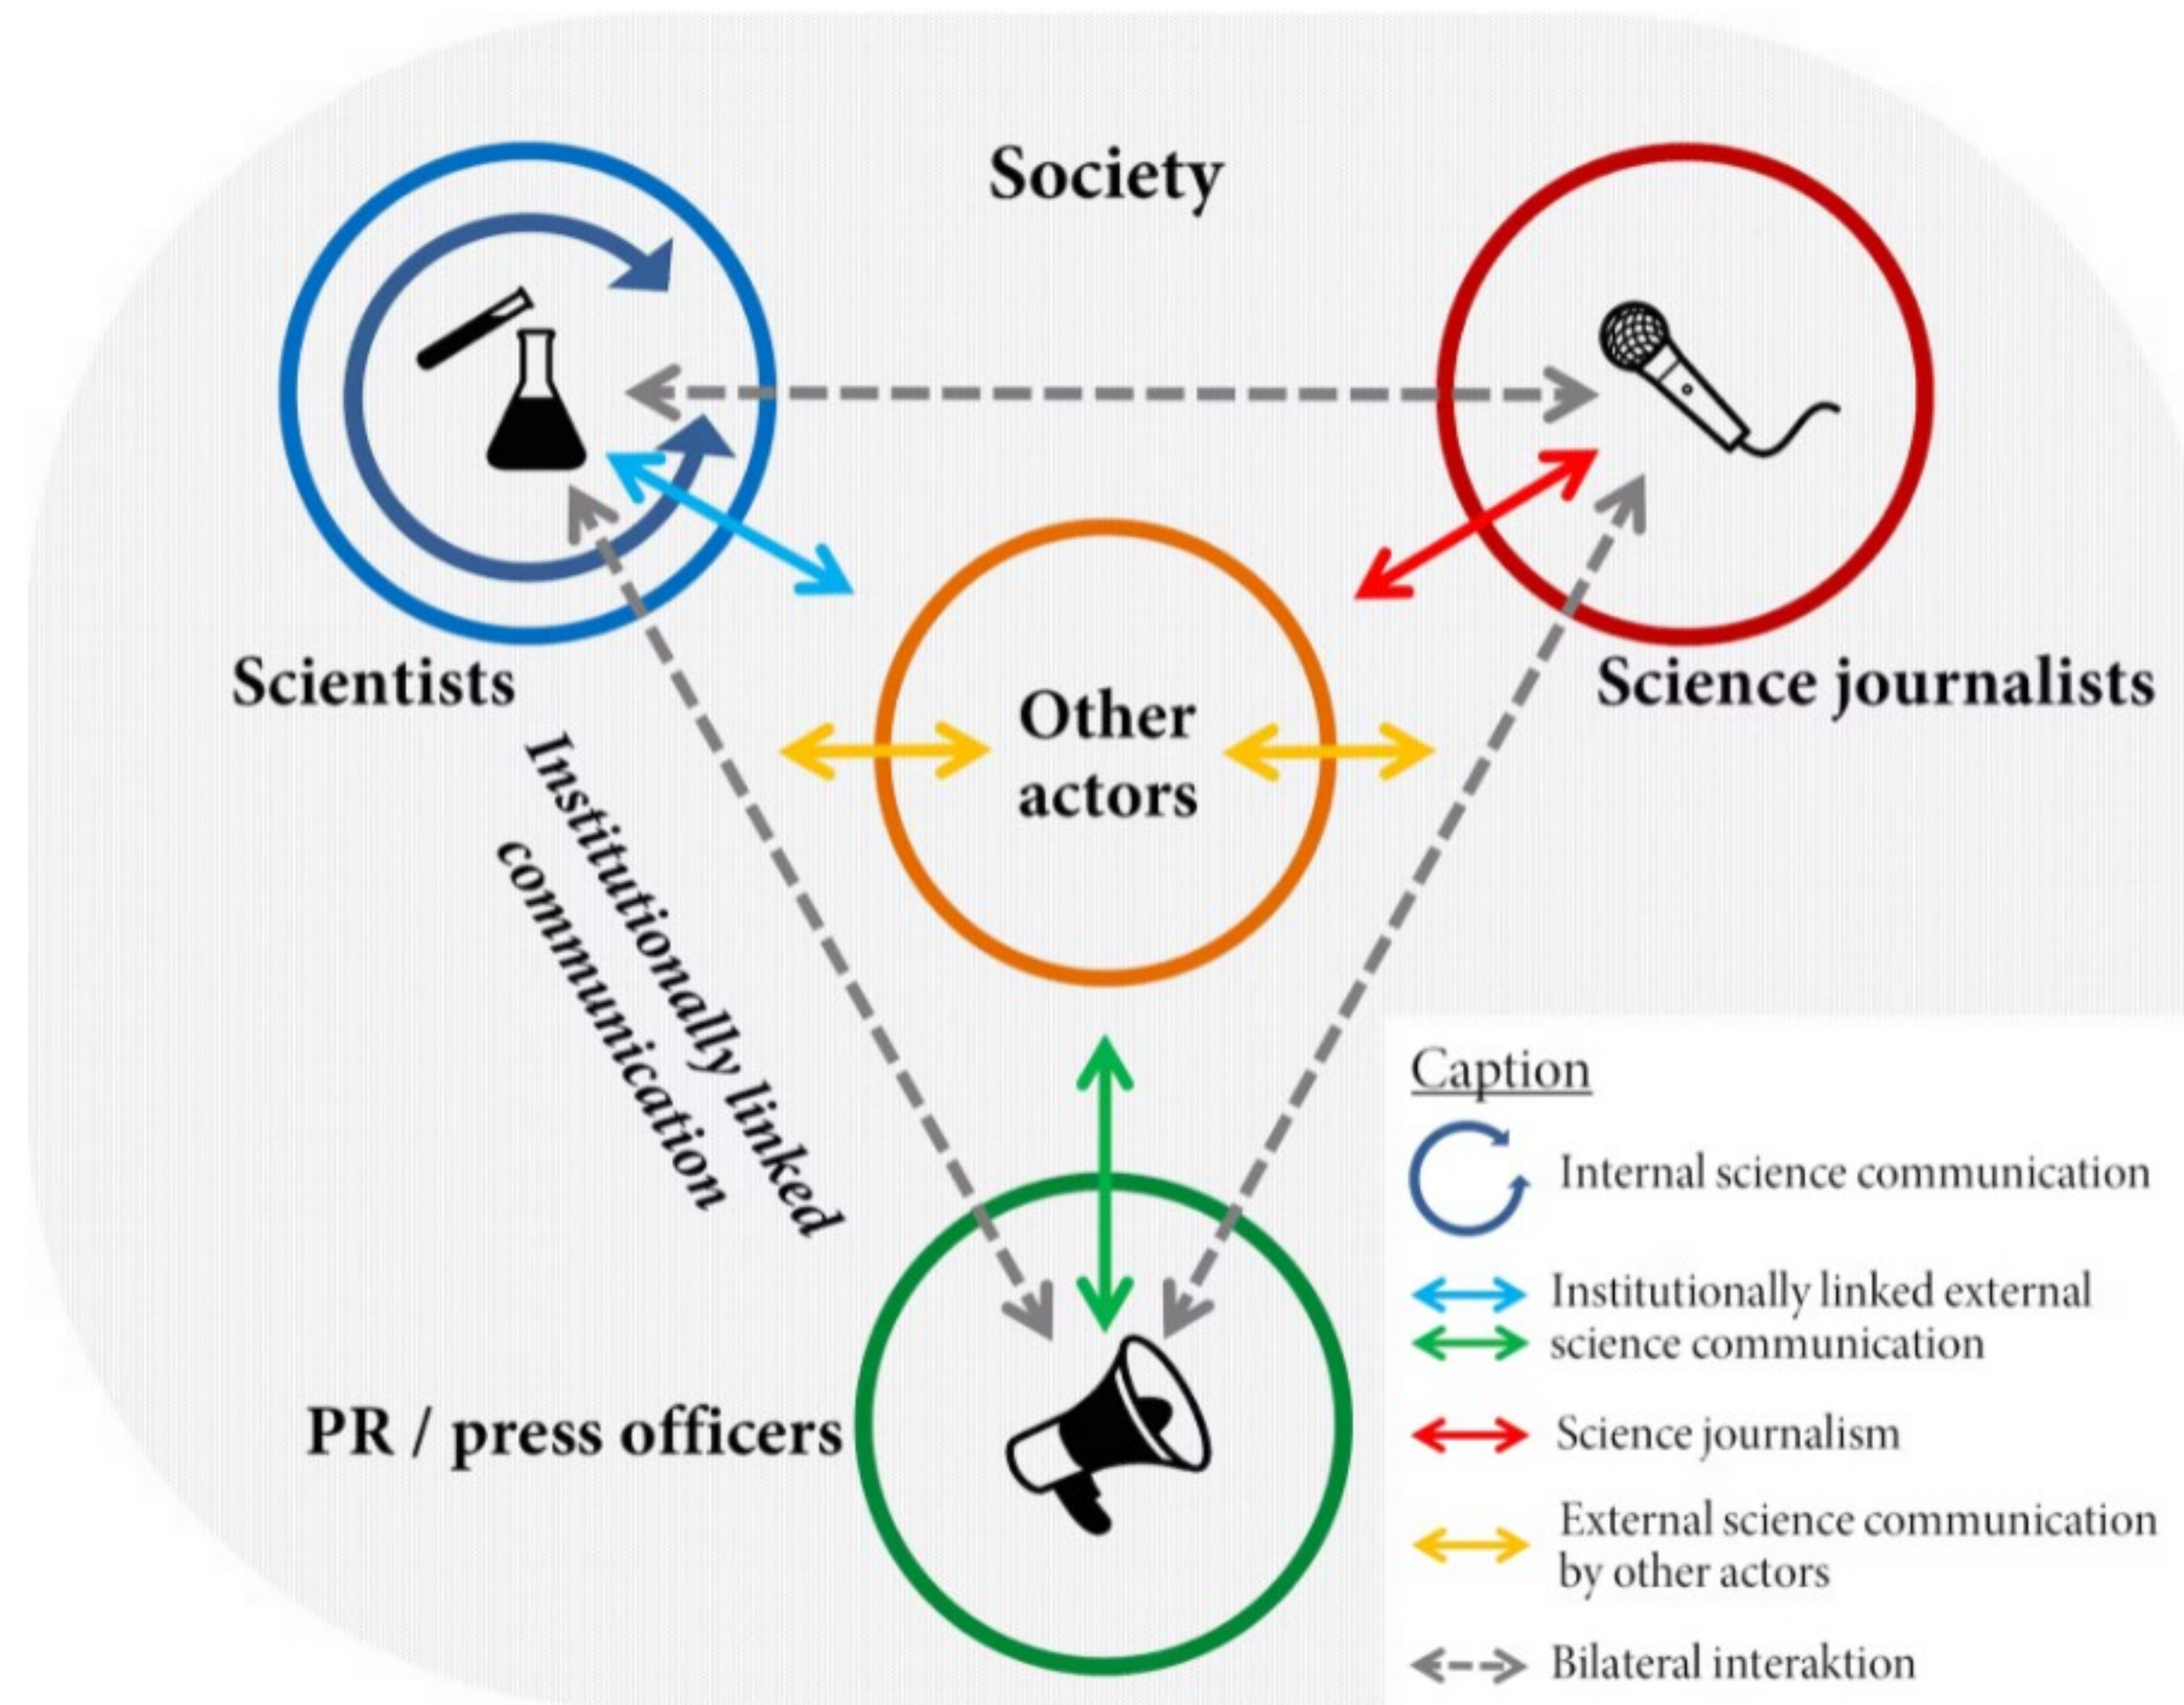 Society
Scientists
Science journalists
Other
actors
Institutionally linked
communication
PR / press officers
Caption
Internal science communication
Institutionally linked external
science communication
Science journalism
External science communication
by other actors
Bilateral interaktion